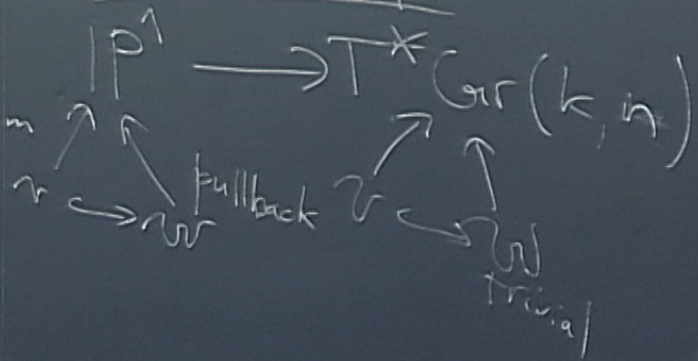 ℙ¹ ⟶ T*Gr(k,n)
m
𝒱 ↪ 𝒲 pullback 𝒱 ↪ 𝒲
trivial